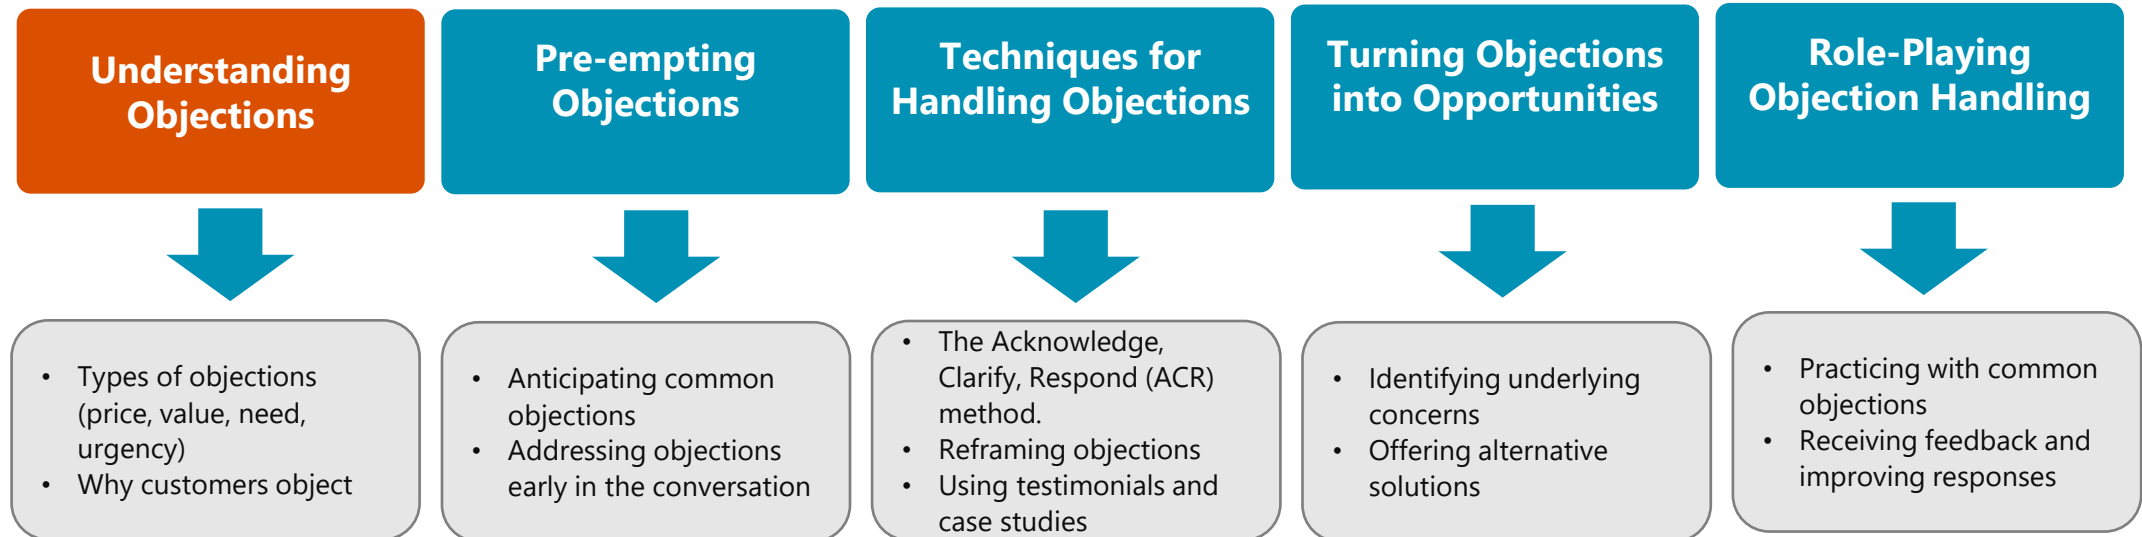 Understanding
Objections
Pre-empting
Objections
Techniques for
Handling Objections
Turning Objections
into Opportunities
Role-Playing
Objection Handling
• Types of objections
(price, value, need,
urgency)
• Why customers object
• Anticipating common
objections
• Addressing objections
early in the conversation
• The Acknowledge,
Clarify, Respond (ACR)
method.
• Reframing objections
• Using testimonials and
case studies
• Identifying underlying
concerns
• Offering alternative
solutions
• Practicing with common
objections
• Receiving feedback and
improving responses